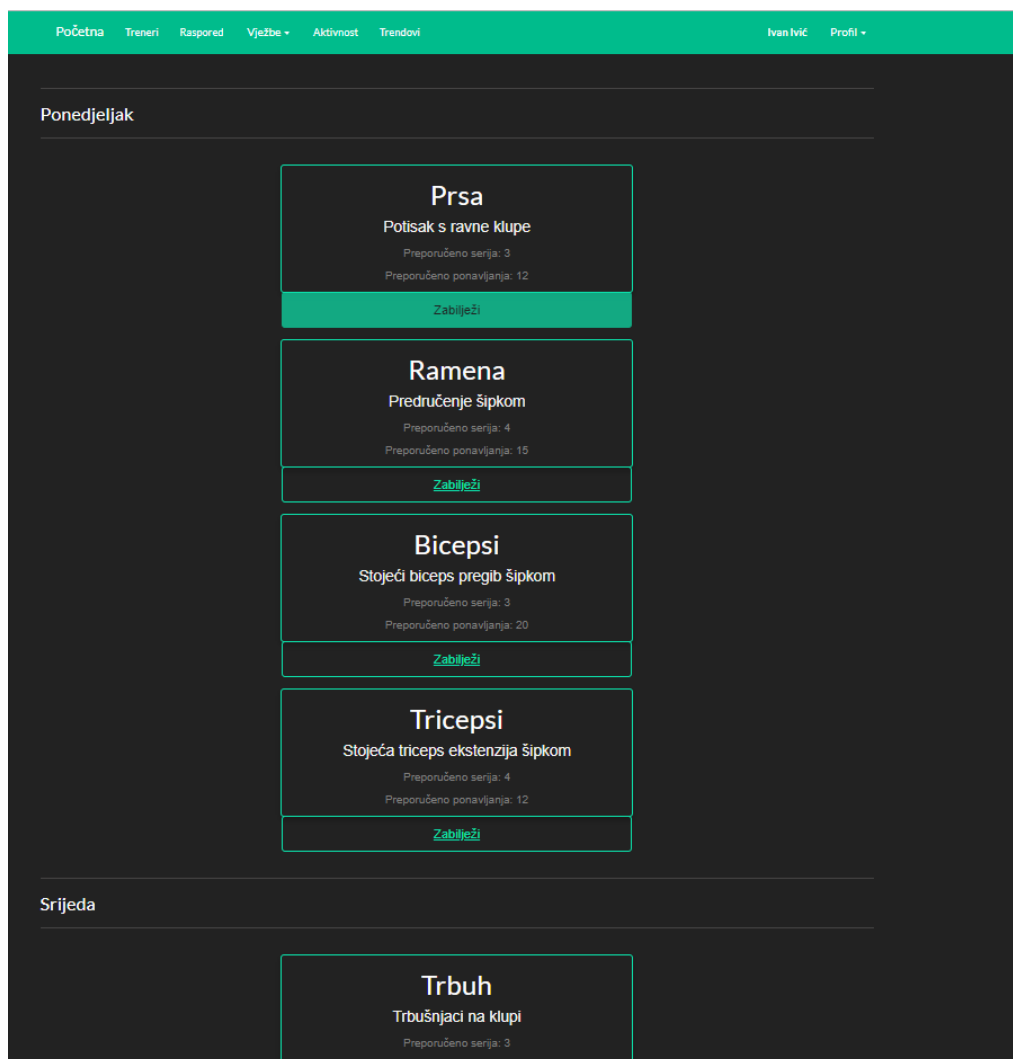 Početna Treneri Raspored Vježbe Aktivnost Trendovi Ivan Ivić Profil
Ponedjeljak
Prsa
Potisak s ravne klupe
Preporučeno serija: 3
Preporučeno ponavljanja: 12
Zabilježi
Ramena
Predručenje šipkom
Preporučeno serija: 4
Preporučeno ponavljanja: 15
Zabilježi
Bicepsi
Stojeći biceps pregib šipkom
Preporučeno serija: 3
Preporučeno ponavljanja: 20
Zabilježi
Tricepsi
Stojeća triceps ekstenzija šipkom
Preporučeno serija: 4
Preporučeno ponavljanja: 12
Zabilježi
Srijeda
Trbuh
Trbušnjaci na klupi
Preporučeno serija: 3